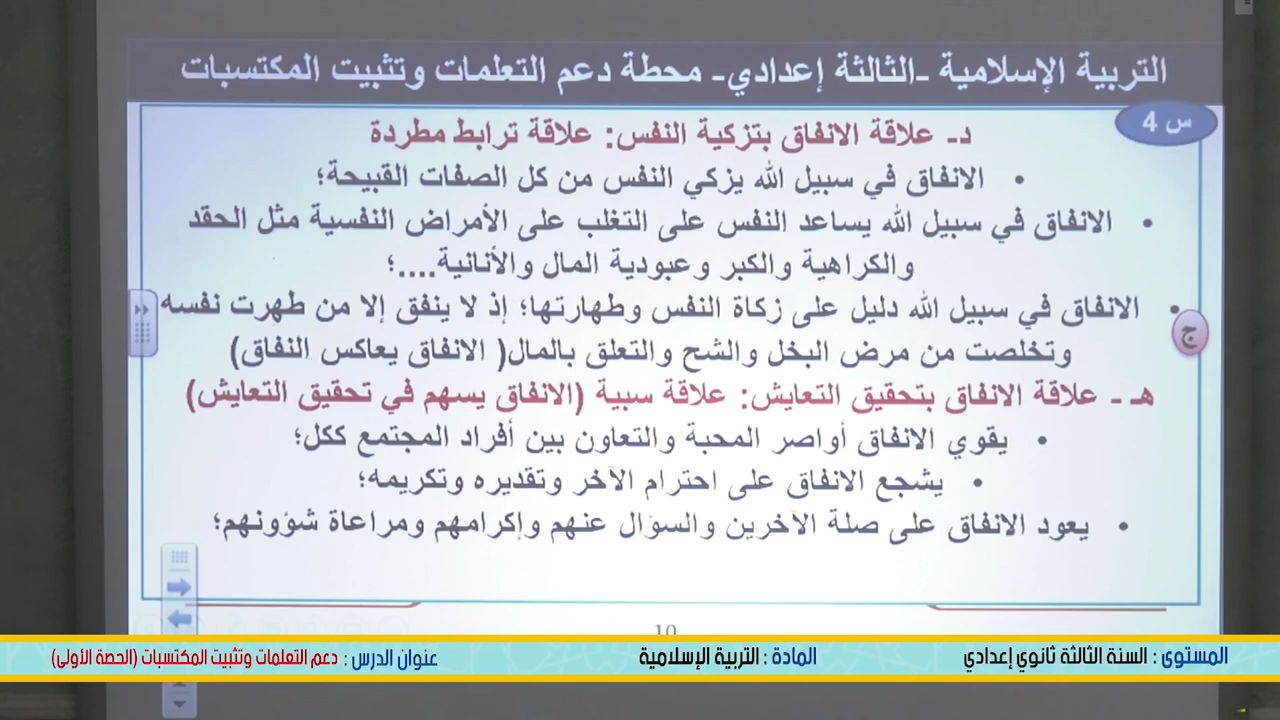 التربية الإسلامية -الثالثة إعدادي- محطة دعم التعلمات وتثبيت المكتسبات
س 4
د- علاقة الانفاق بتزكية النفس: علاقة ترابط مطردة
• الانفاق في سبيل الله يزكي النفس من كل الصفات القبيحة؛
• الانفاق في سبيل الله يساعد النفس على التغلب على الأمراض النفسية مثل الحقد
والكراهية والكبر وعبودية المال والأنانية....؛
• الانفاق في سبيل الله دليل على زكاة النفس وطهارتها؛ إذ لا ينفق إلا من طهرت نفسه
وتخلصت من مرض البخل والشح والتعلق بالمال( الانفاق يعاكس النفاق)
ج
هـ - علاقة الانفاق بتحقيق التعايش: علاقة سببية (الانفاق يسهم في تحقيق التعايش)
• يقوي الانفاق أواصر المحبة والتعاون بين أفراد المجتمع ككل؛
• يشجع الانفاق على احترام الآخر وتقديره وتكريمه؛
• يعود الانفاق على صلة الآخرين والسؤال عنهم وإكرامهم ومراعاة شؤونهم؛
10
المستوى : السنة الثالثة ثانوي إعدادي
المادة : التربية الإسلامية
عنوان الدرس : دعم التعلمات وتثبيت المكتسبات (الحصة الأولى)